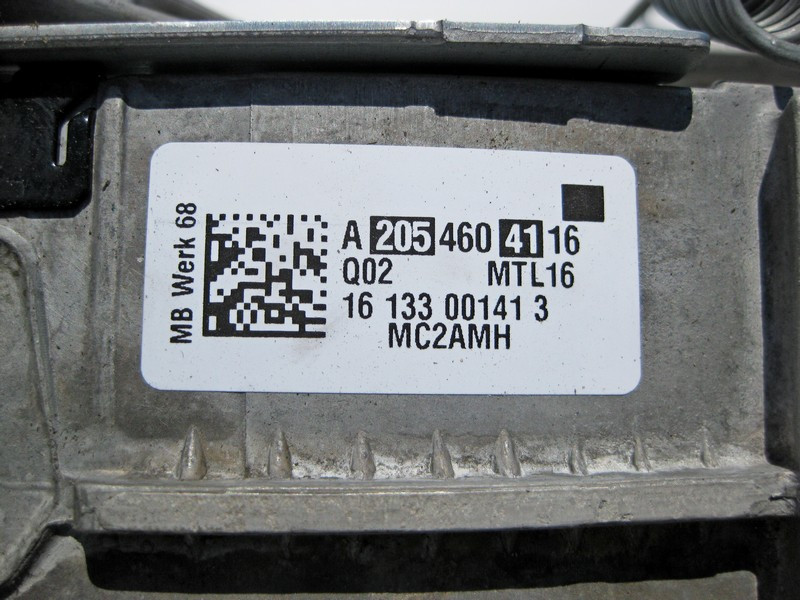 MB Werk 68
A 205 460 41 16
Q02 MTL16
16 133 00141 3
MC2AMH